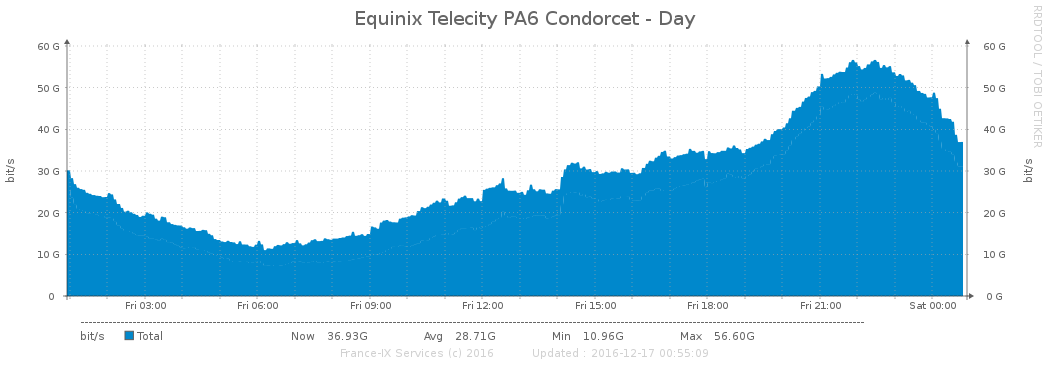 Equinix Telecity PA6 Condorcet - Day
RRDTOOL / TOBI OETIKER
60 G 60 G
50 G 50 G
40 G 40 G
30 G 30 G
20 G 20 G
10 G 10 G
0 0 G
bit/s
bit/s
Fri 03:00 Fri 06:00 Fri 09:00 Fri 12:00 Fri 15:00 Fri 18:00 Fri 21:00 Sat 00:00
bit/s Total Now 36.93G Avg 28.71G Min 10.96G Max 56.60G
France-IX Services (c) 2016 Updated : 2016-12-17 00:55:09